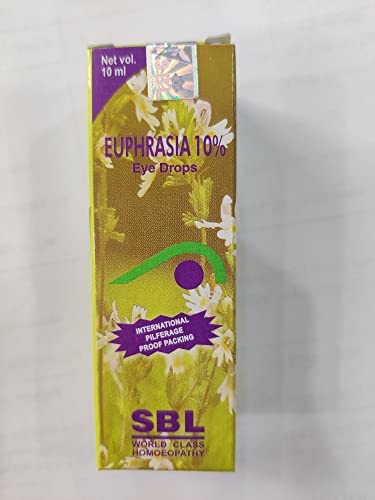 Net vol.
10 ml
EUPHRASIA 10%
Eye Drops
INTERNATIONAL
PILFERAGE
PROOF PACKING
SBL
WORLD CLASS
HOMOEOPATHY